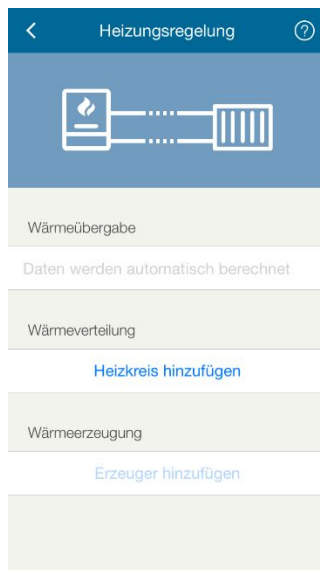 Heizungsregelung
Wärmeübergabe
Daten werden automatisch berechnet
Wärmeverteilung
Heizkreis hinzufügen
Wärmeerzeugung
Erzeuger hinzufügen